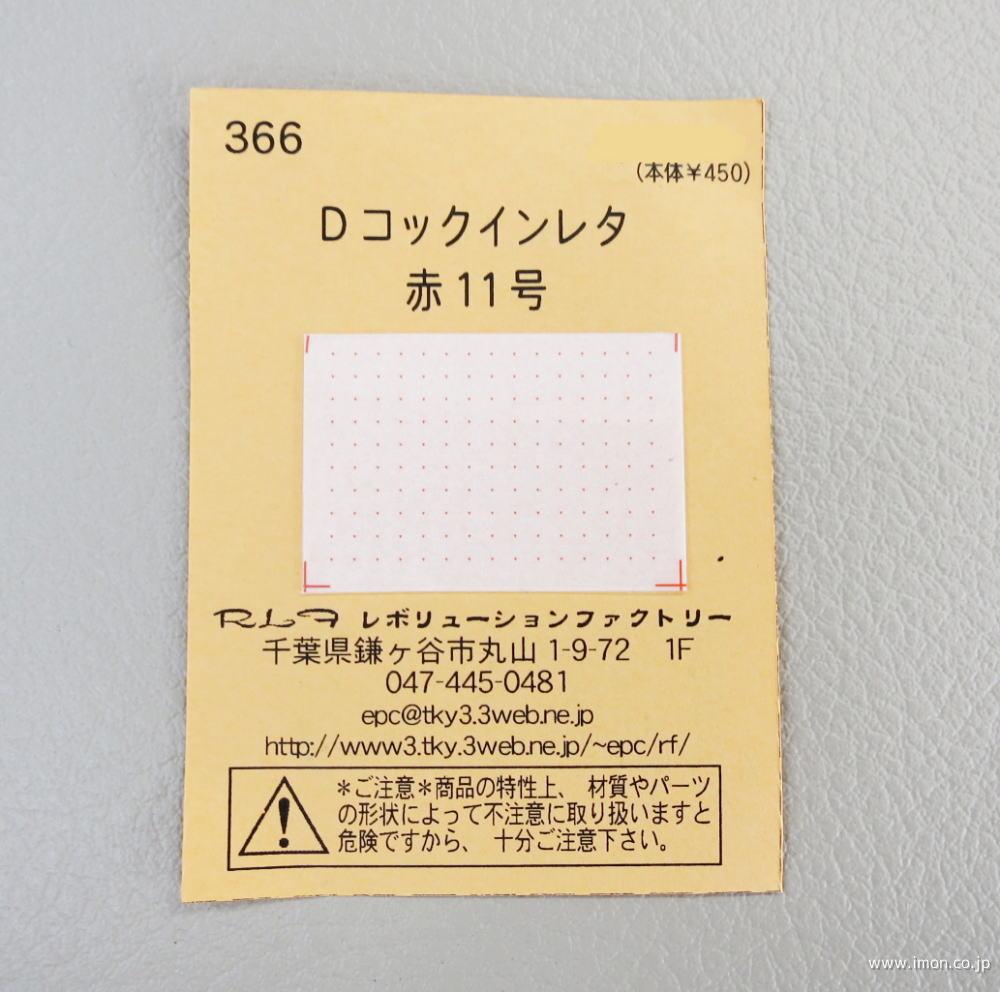 366
(本体¥450)
Dコックインレタ
赤11号
RLF レボリューションファクトリー
千葉県鎌ヶ谷市丸山1-9-72　1F
047-445-0481
epc@tky3.3web.ne.jp
http://www3.tky.3web.ne.jp/~epc/rf/
＊ご注意＊商品の特性上、　材質やパーツ
の形状によって不注意に取り扱いますと
危険ですから、　十分ご注意下さい。
www.imon.co.jp